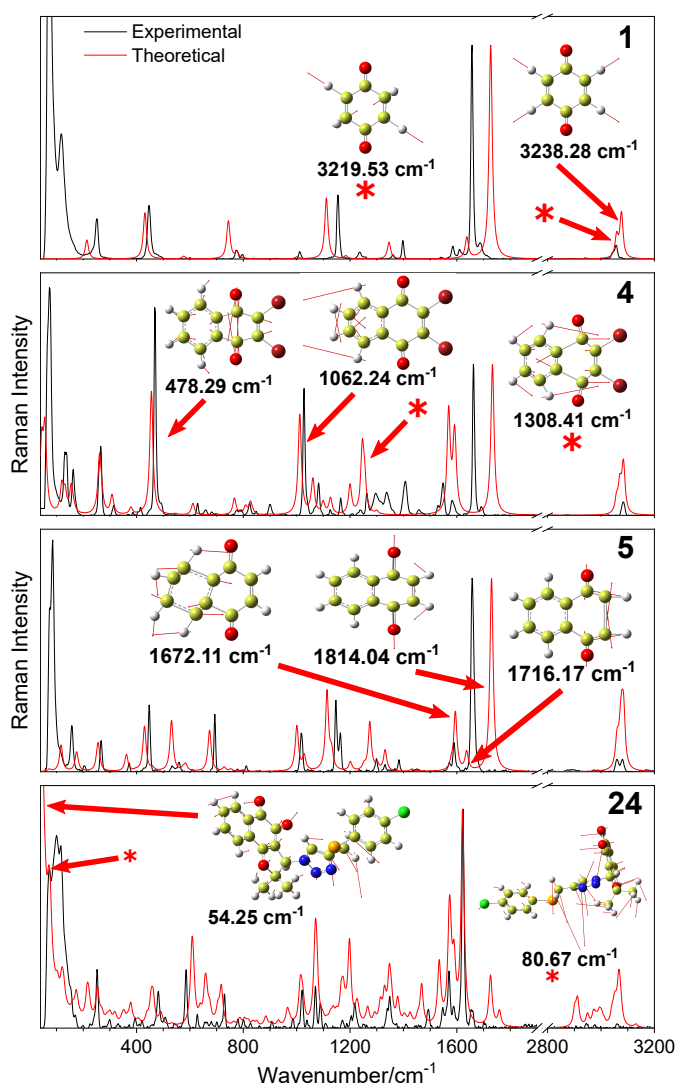 Experimental
Theoretical
1
3219.53 cm⁻¹
*
3238.28 cm⁻¹
*
4
478.29 cm⁻¹
1062.24 cm⁻¹
*
1308.41 cm⁻¹
*
5
1672.11 cm⁻¹
1814.04 cm⁻¹
1716.17 cm⁻¹
24
*
54.25 cm⁻¹
80.67 cm⁻¹
*
Raman Intensity
Raman Intensity
400 800 1200 1600 2800 3200
Wavenumber/cm⁻¹